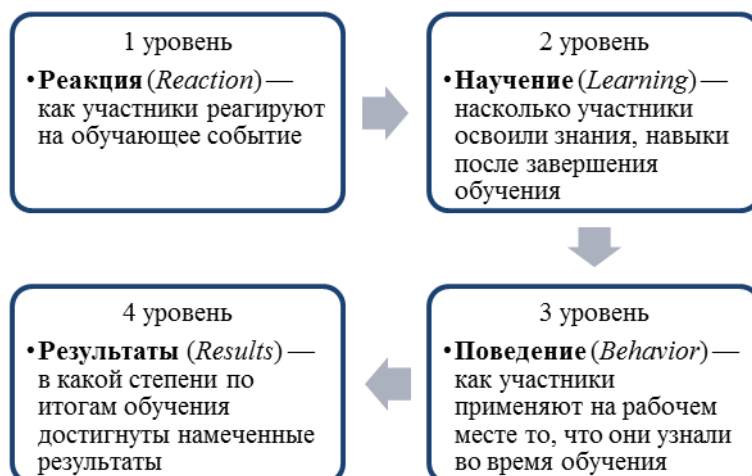 1 уровень
•Реакция (Reaction) —
как участники реагируют
на обучающее событие
2 уровень
•Научение (Learning) —
насколько участники
освоили знания, навыки
после завершения
обучения
3 уровень
•Поведение (Behavior) —
как участники
применяют на рабочем
месте то, что они узнали
во время обучения
4 уровень
•Результаты (Results) —
в какой степени по
итогам обучения
достигнуты намеченные
результаты